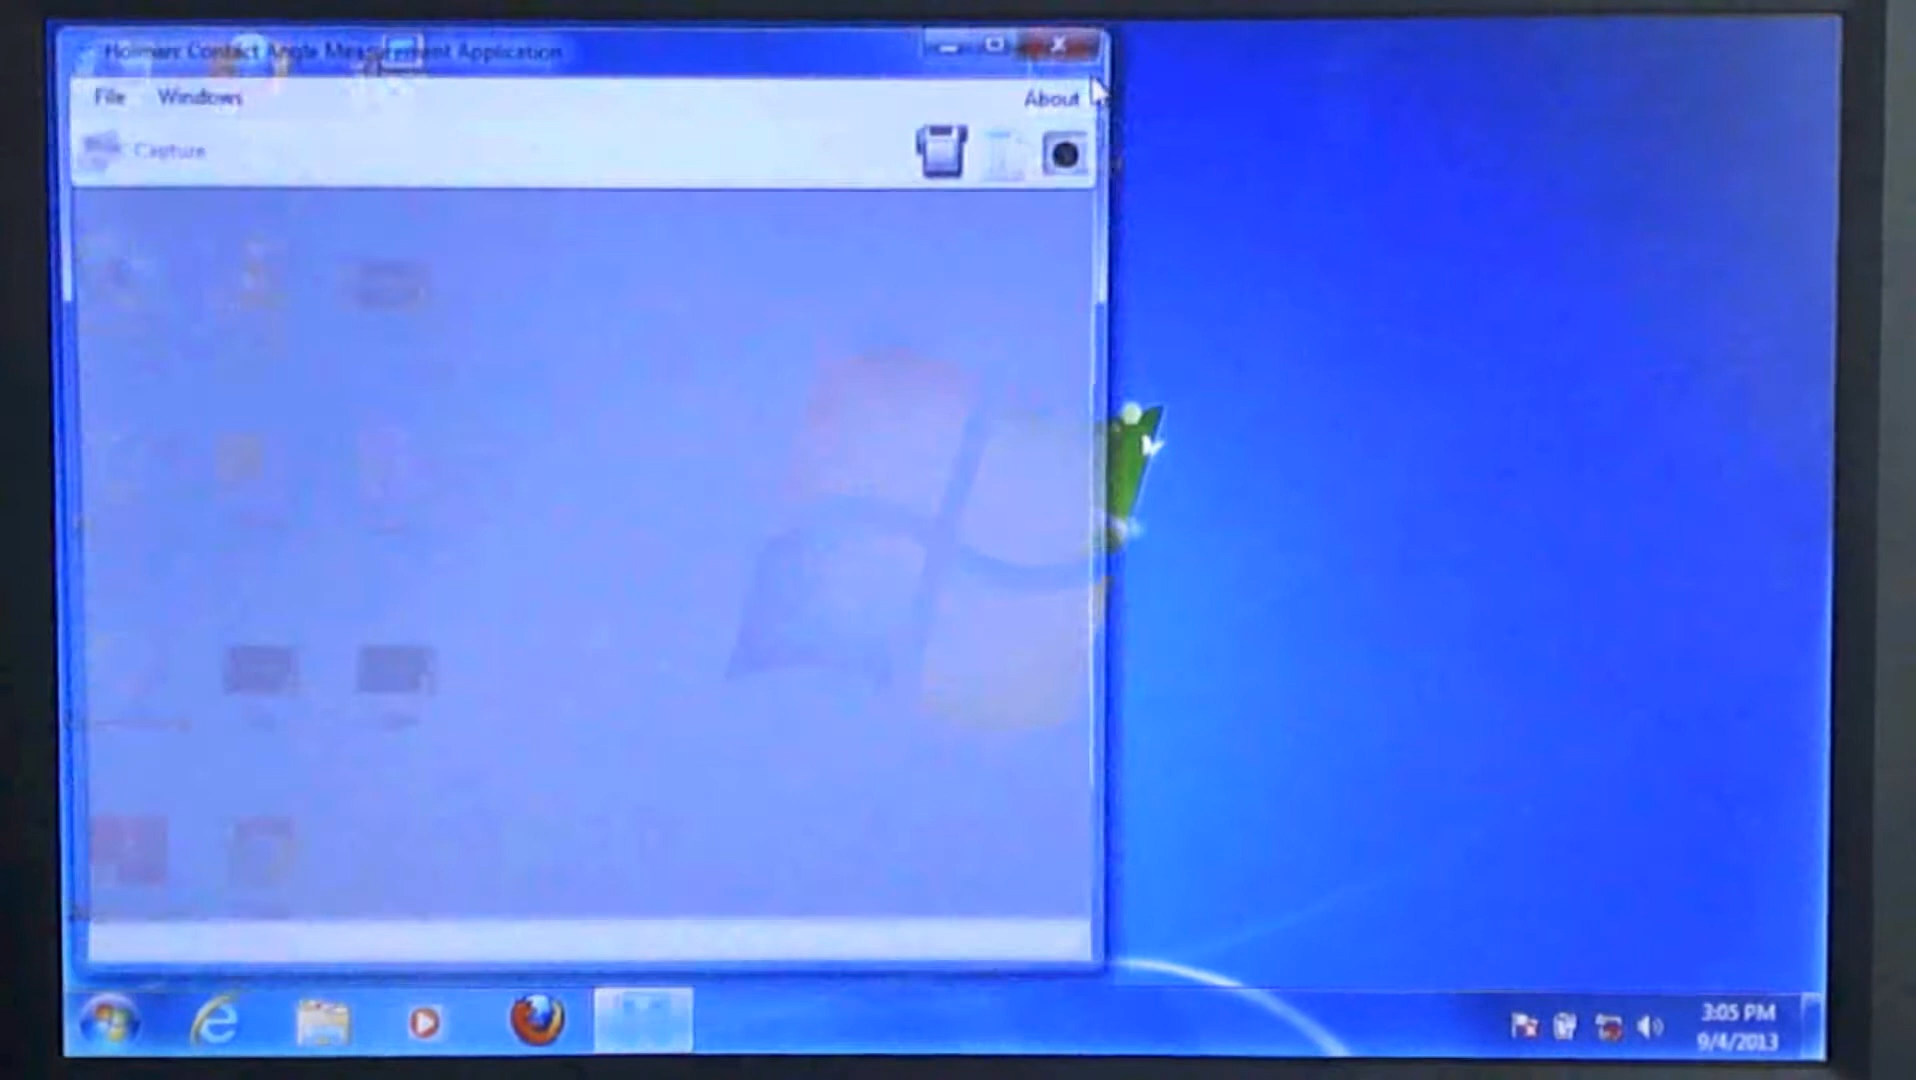 Holmarc Contact Angle Measurement Application
File Windows About
Capture
3:05 PM
9/4/2013